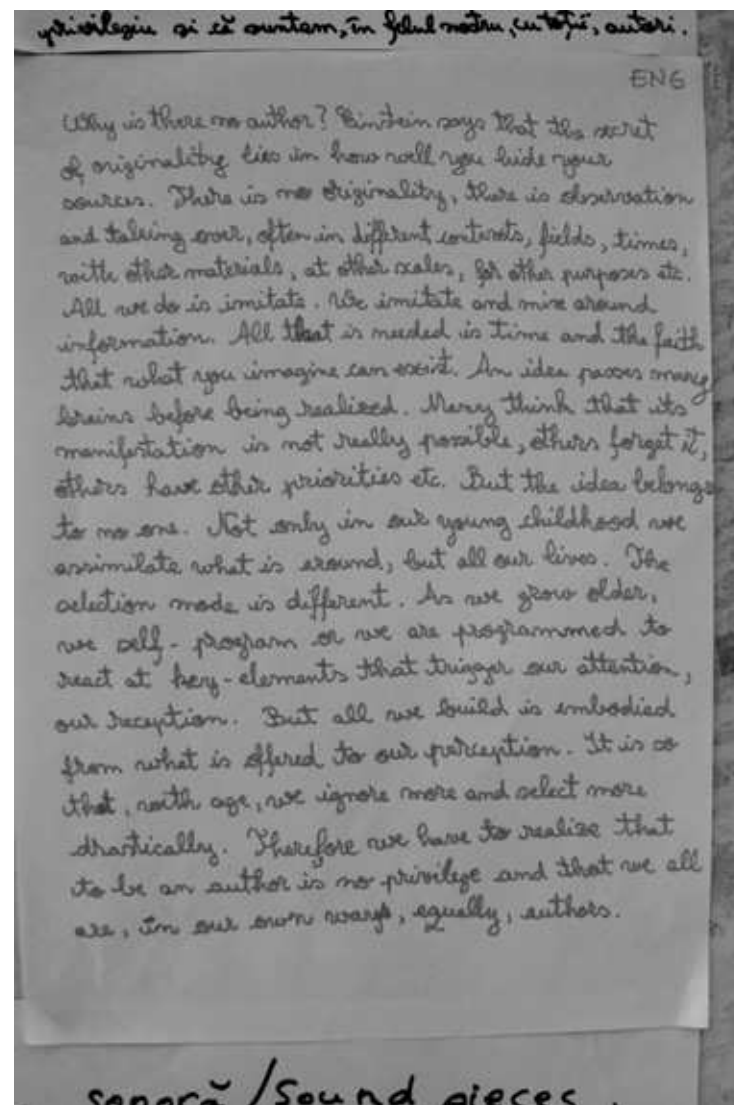 privilegiu și că suntem, în felul nostru, cu toții, autori.
ENG
Why is there no author? Einstein says that the secret
of originality lies in how well you hide your
sources. There is no originality, there is observation
and taking over, often in different contexts, fields, times,
with other materials, at other scales, for other purposes etc.
All we do is imitate. We imitate and mix around
information. All that is needed is time and the faith
that what you imagine can exist. An idea passes many
brains before being realized. Many think that its
manifestation is not really possible, others forget it,
others have other priorities etc. But the idea belongs
to no one. Not only in our young childhood we
assimilate what is around, but all our lives. The
selection mode is different. As we grow older,
we self-program or we are programmed to
react at key-elements that trigger our attention,
our reception. But all we build is embodied
from what is offered to our perception. It is so
that, with age, we ignore more and select more
drastically. Therefore we have to realize that
to be an author is no privilege and that we all
are, in our own ways, equally, authors.
sonoră / Sound pieces